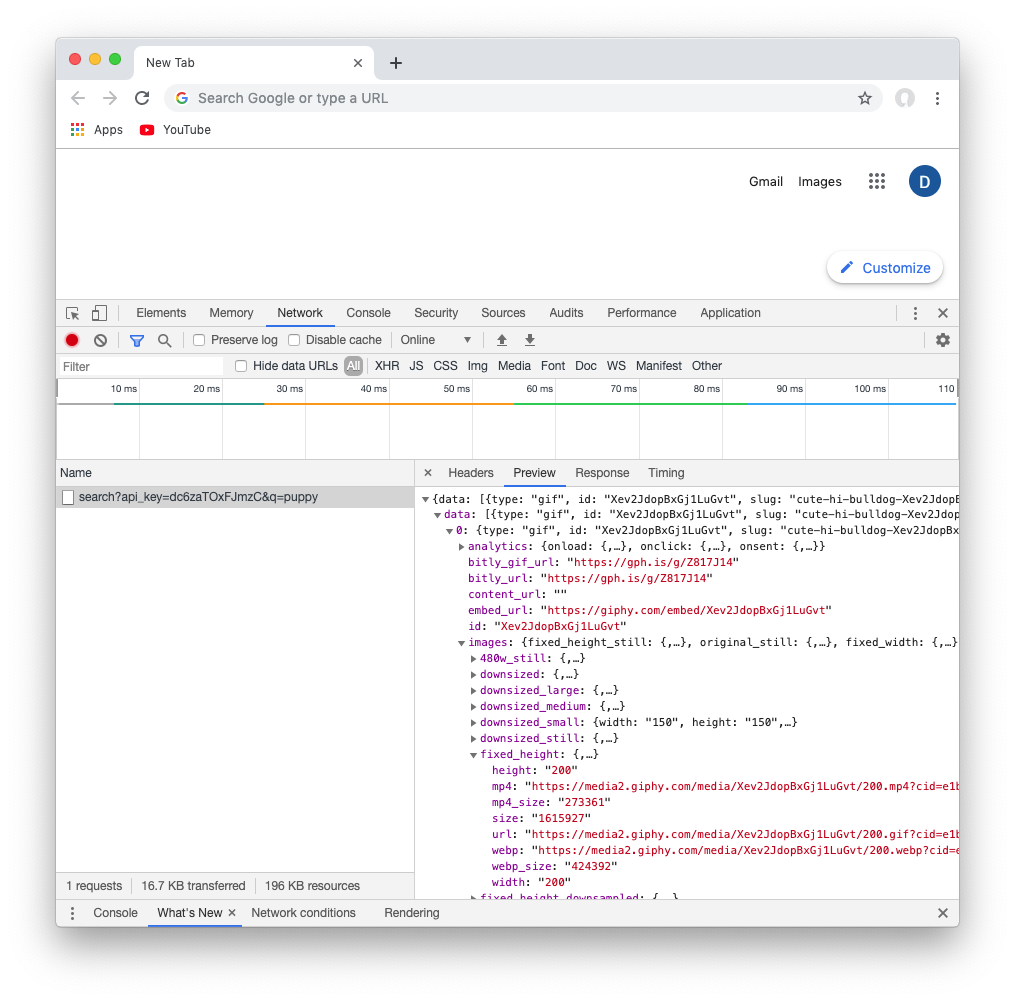 New Tab
Search Google or type a URL
Apps YouTube
Gmail Images D
Customize
Elements Memory Network Console Security Sources Audits Performance Application
Preserve log Disable cache Online
Filter Hide data URLs All XHR JS CSS Img Media Font Doc WS Manifest Other
10 ms 20 ms 30 ms 40 ms 50 ms 60 ms 70 ms 80 ms 90 ms 100 ms 110
Name
search?api_key=dc6zaTOxFJmzC&q=puppy
Headers Preview Response Timing
{data: [{type: "gif", id: "Xev2JdopBxGj1LuGvt", slug: "cute-hi-bulldog-Xev2JdopB
data: [{type: "gif", id: "Xev2JdopBxGj1LuGvt", slug: "cute-hi-bulldog-Xev2Jdop
0: {type: "gif", id: "Xev2JdopBxGj1LuGvt", slug: "cute-hi-bulldog-Xev2JdopBx
analytics: {onload: {,…}, onclick: {,…}, onsent: {,…}}
bitly_gif_url: "https://gph.is/g/Z817J14"
bitly_url: "https://gph.is/g/Z817J14"
content_url: ""
embed_url: "https://giphy.com/embed/Xev2JdopBxGj1LuGvt"
id: "Xev2JdopBxGj1LuGvt"
images: {fixed_height_still: {,…}, original_still: {,…}, fixed_width: {,…}
480w_still: {,…}
downsized: {,…}
downsized_large: {,…}
downsized_medium: {,…}
downsized_small: {width: "150", height: "150",…}
downsized_still: {,…}
fixed_height: {,…}
height: "200"
mp4: "https://media2.giphy.com/media/Xev2JdopBxGj1LuGvt/200.mp4?cid=e1b
mp4_size: "273361"
size: "1615927"
url: "https://media2.giphy.com/media/Xev2JdopBxGj1LuGvt/200.gif?cid=e1b
webp: "https://media2.giphy.com/media/Xev2JdopBxGj1LuGvt/200.webp?cid=e
webp_size: "424392"
width: "200"
fixed_height_downsampled: {,…}
1 requests 16.7 KB transferred 196 KB resources
Console What's New Network conditions Rendering